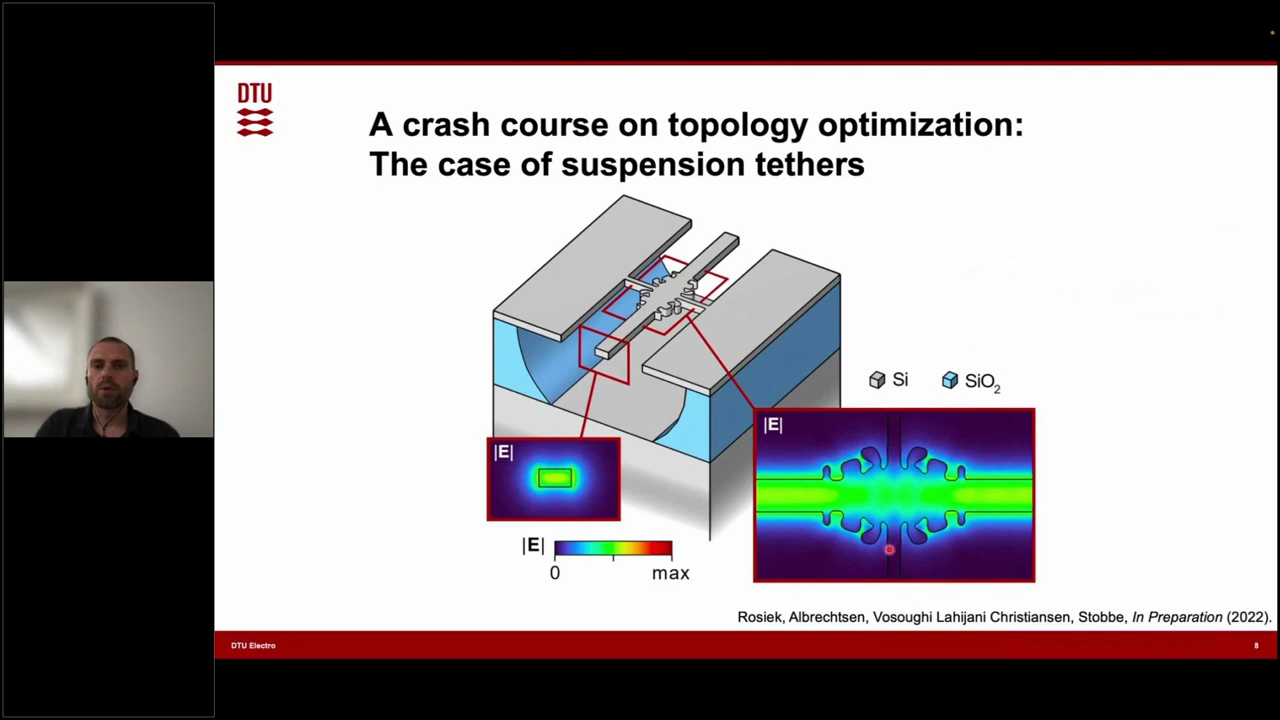 DTU
A crash course on topology optimization:
The case of suspension tethers
Si
SiO2
|E|
|E|
|E|
0
max
Rosiek, Albrechtsen, Vosoughi Lahijani Christiansen, Stobbe, In Preparation (2022).
DTU Electro
8